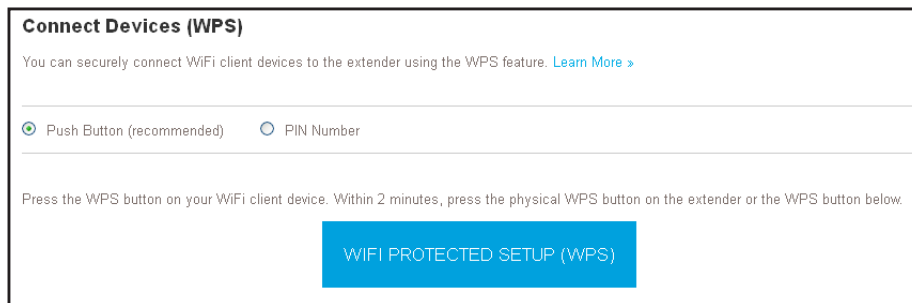 Connect Devices (WPS)
You can securely connect WiFi client devices to the extender using the WPS feature. Learn More »
Push Button (recommended) PIN Number
Press the WPS button on your WiFi client device. Within 2 minutes, press the physical WPS button on the extender or the WPS button below.
WIFI PROTECTED SETUP (WPS)